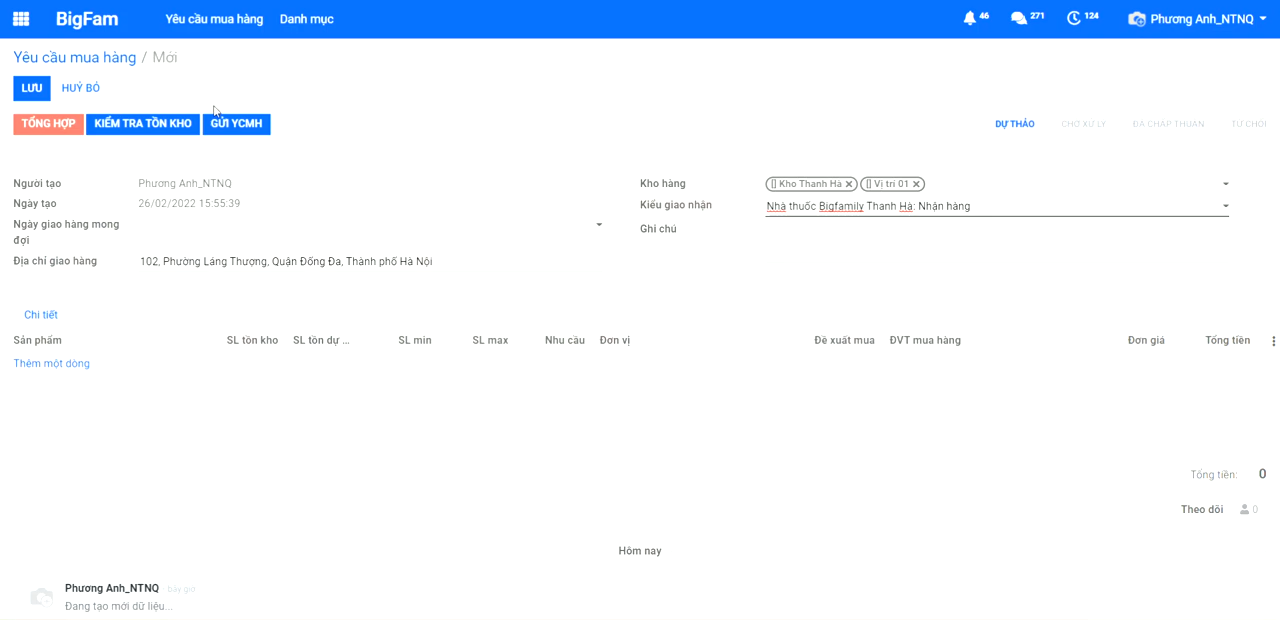 BigFam Yêu cầu mua hàng Danh mục 46 271 124 Phương Anh_NTNQ
Yêu cầu mua hàng / Mới
LƯU HUỶ BỎ
TỔNG HỢP KIỂM TRA TỒN KHO GỬI YCMH DỰ THẢO CHỜ XỬ LÝ ĐÃ CHẤP THUẬN TỪ CHỐI
Người tạo Phương Anh_NTNQ Kho hàng [] Kho Thanh Hà [] Vị trí 01
Ngày tạo 26/02/2022 15:55:39 Kiểu giao nhận Nhà thuốc Bigfamily Thanh Hà: Nhận hàng
Ngày giao hàng mong Ghi chú
đợi
Địa chỉ giao hàng 102, Phường Láng Thượng, Quận Đống Đa, Thành phố Hà Nội
Chi tiết
Sản phẩm SL tồn kho SL tồn dự ... SL min SL max Nhu cầu Đơn vị Đề xuất mua ĐVT mua hàng Đơn giá Tổng tiền
Thêm một dòng
Tổng tiền: 0
Theo dõi 0
Hôm nay
Phương Anh_NTNQ bây giờ
Đang tạo mới dữ liệu...